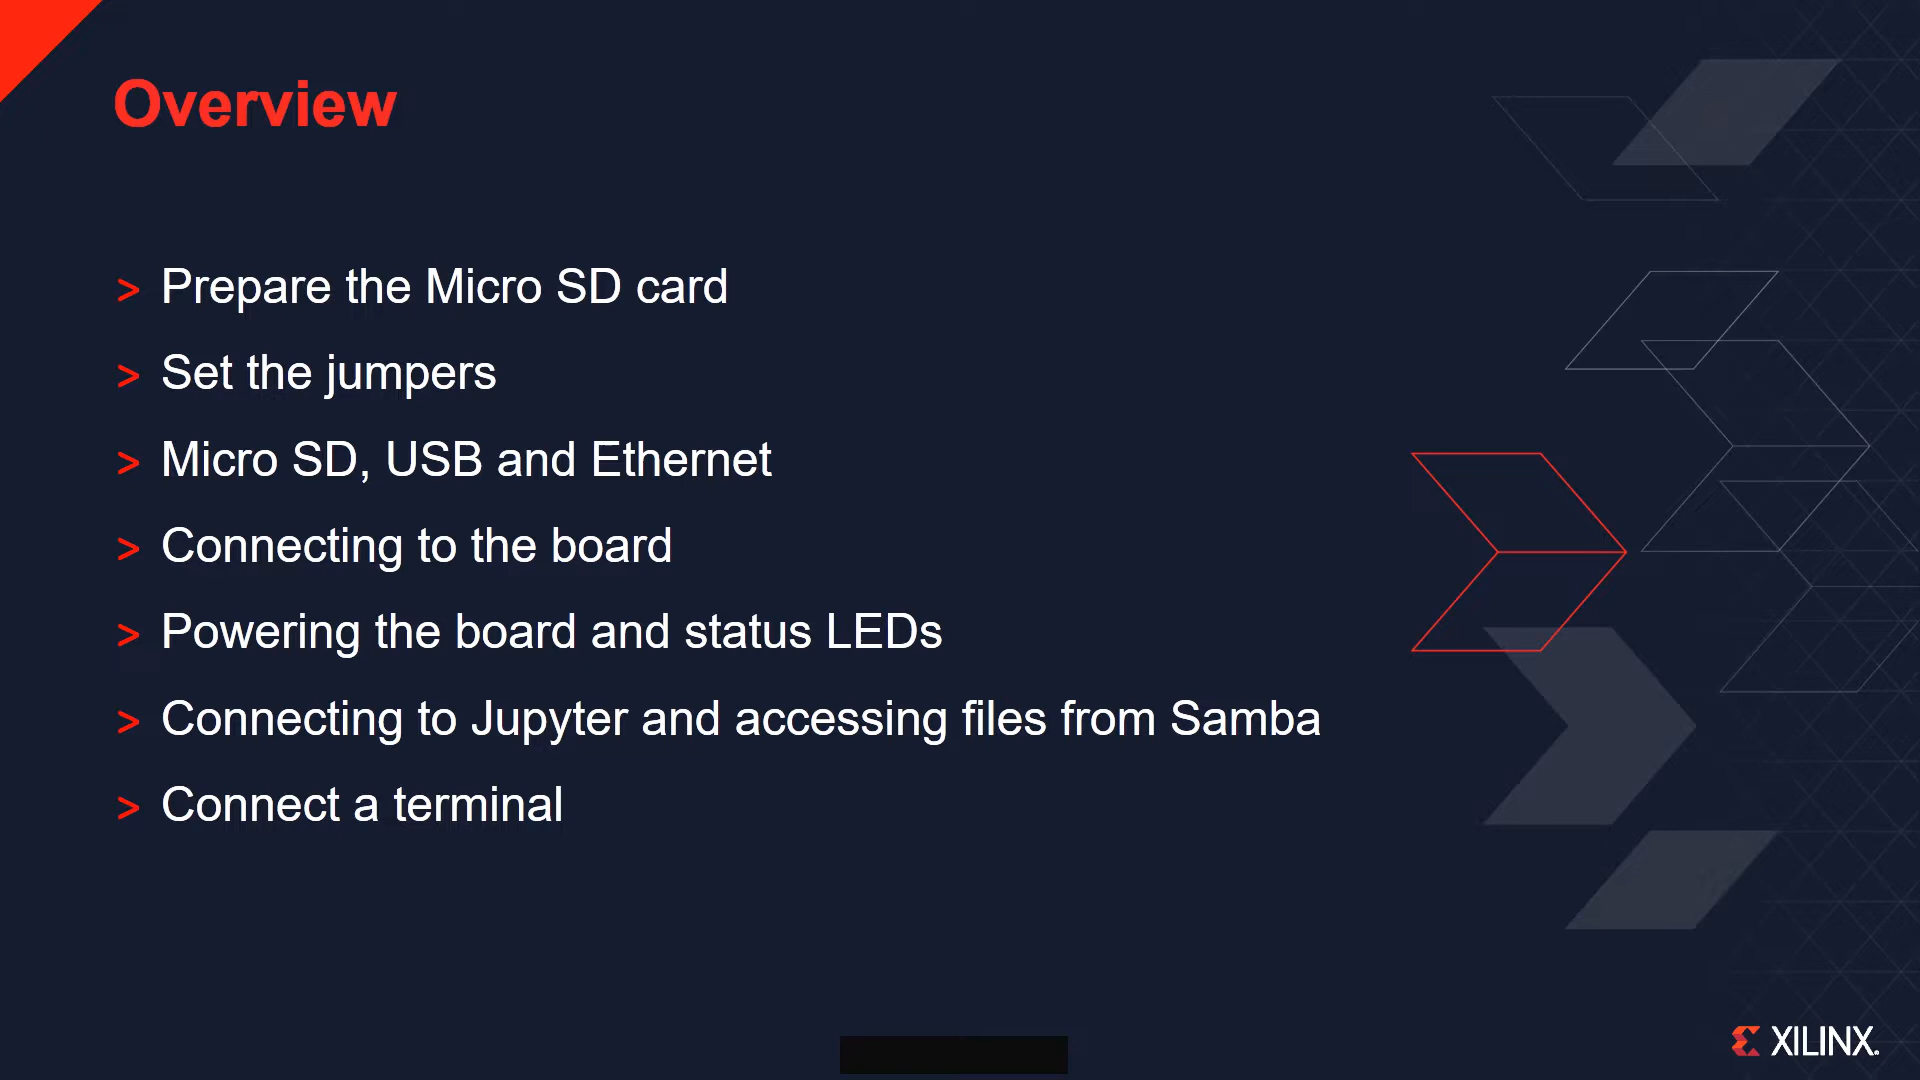 Overview
> Prepare the Micro SD card
> Set the jumpers
> Micro SD, USB and Ethernet
> Connecting to the board
> Powering the board and status LEDs
> Connecting to Jupyter and accessing files from Samba
> Connect a terminal
XILINX.